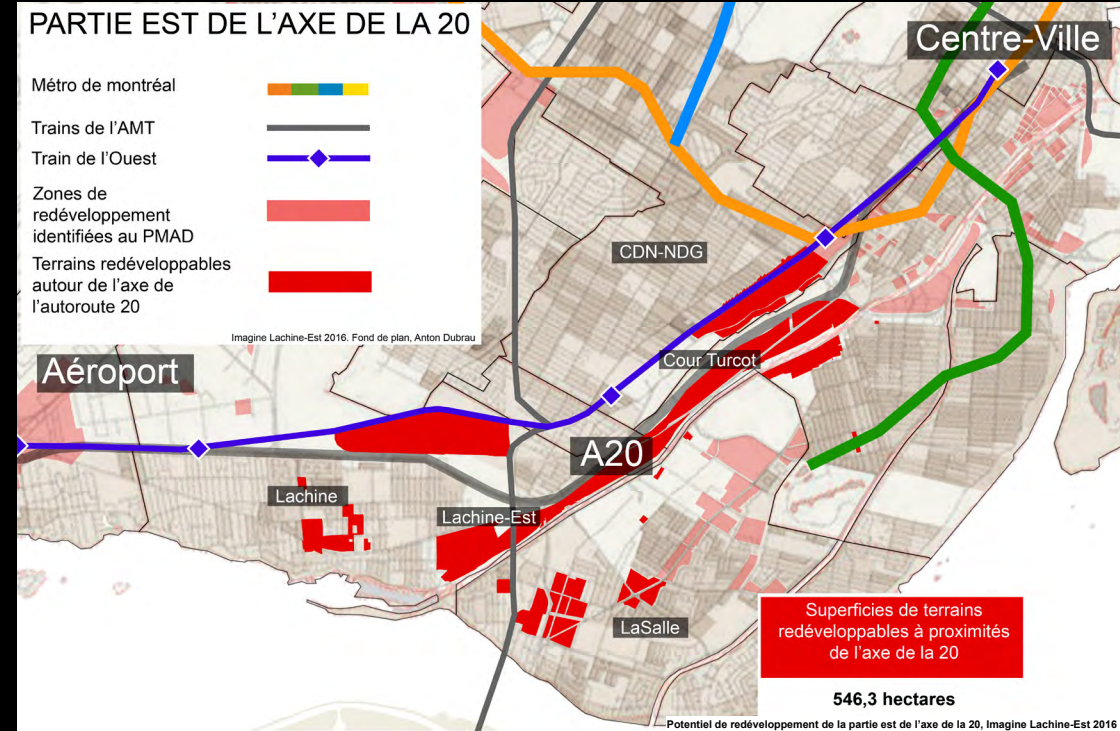 PARTIE EST DE L'AXE DE LA 20
Métro de montréal
Trains de l'AMT
Train de l'Ouest
Zones de
redéveloppement
identifiées au PMAD
Terrains redéveloppables
autour de l'axe de
l'autoroute 20
Imagine Lachine-Est 2016. Fond de plan, Anton Dubrau
Centre-Ville
CDN-NDG
Cour Turcot
Aéroport
A20
Lachine
Lachine-Est
LaSalle
Superficies de terrains
redéveloppables à proximités
de l'axe de la 20
546,3 hectares
Potentiel de redéveloppement de la partie est de l'axe de la 20, Imagine Lachine-Est 2016